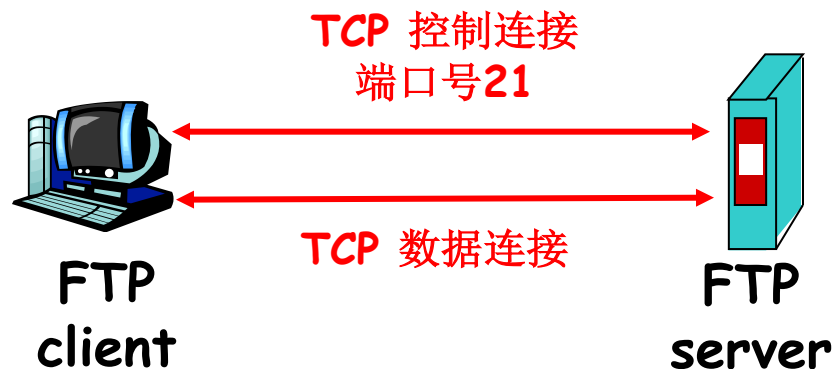 TCP 控制连接
端口号21
TCP 数据连接
FTP
client
FTP
server